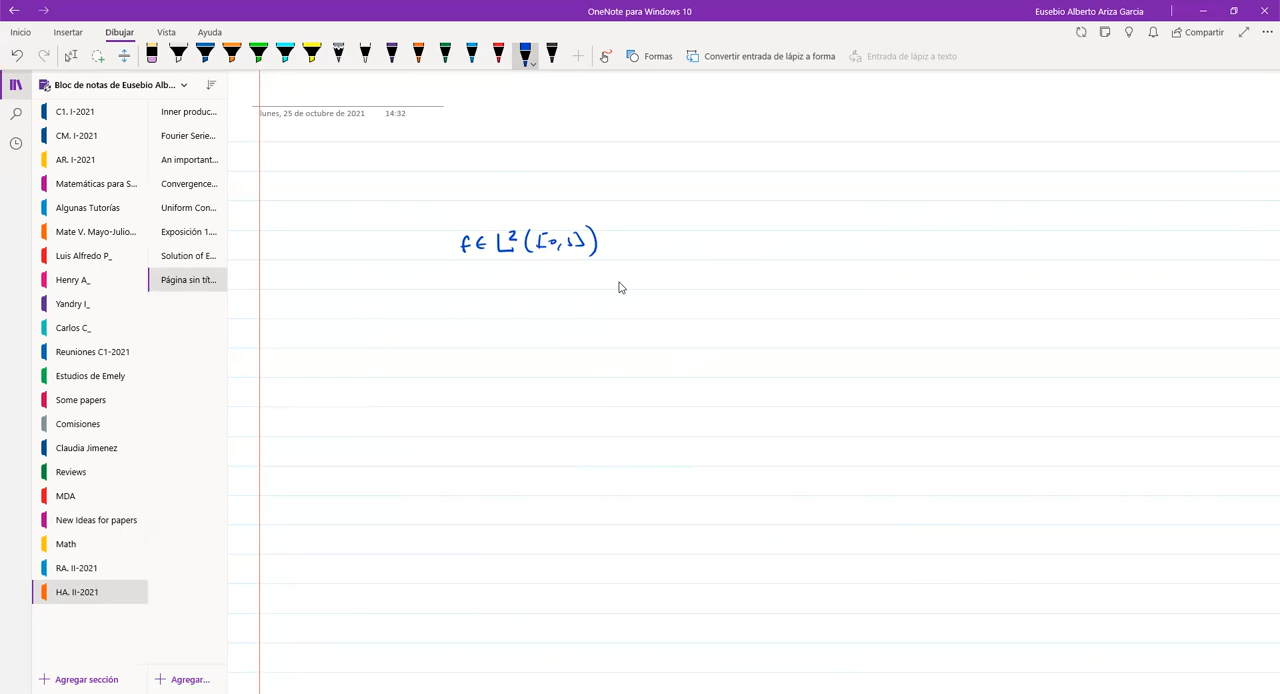 OneNote para Windows 10
Eusebio Alberto Ariza Garcia
Inicio Insertar Dibujar Vista Ayuda
Compartir
Formas Convertir entrada de lápiz a forma Entrada de lápiz a texto
Bloc de notas de Eusebio Alb...
C1. I-2021
CM. I-2021
AR. I-2021
Matemáticas para S...
Algunas Tutorías
Mate V. Mayo-Julio...
Luis Alfredo P_
Henry A_
Yandry I_
Carlos C_
Reuniones C1-2021
Estudios de Emely
Some papers
Comisiones
Claudia Jimenez
Reviews
MDA
New Ideas for papers
Math
RA. II-2021
HA. II-2021
Agregar sección
Inner produc...
Fourier Serie...
An important...
Convergence...
Uniform Con...
Exposición 1...
Solution of E...
Página sin tít...
Agregar...
lunes, 25 de octubre de 2021 14:32
f ∈ L²([0,1])